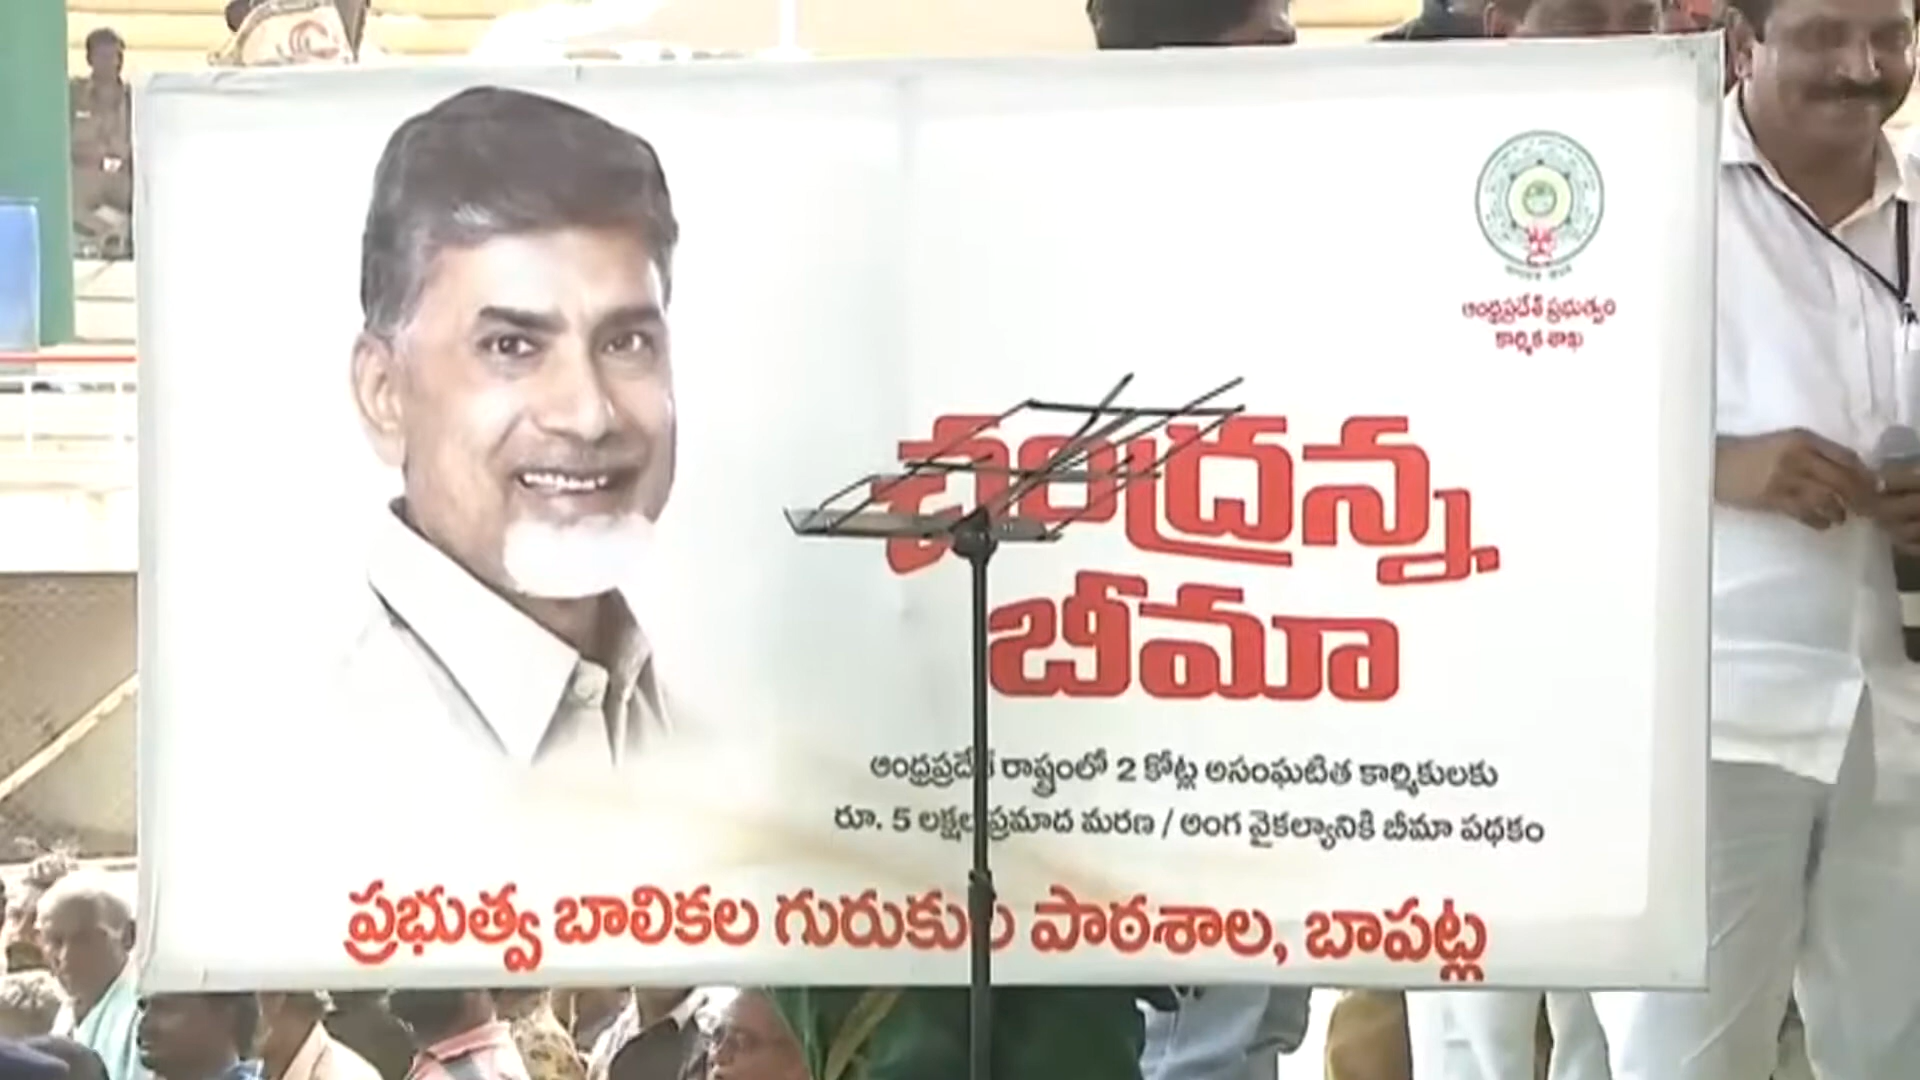 ఆంధ్రప్రదేశ్ ప్రభుత్వం
కార్మిక శాఖ
చంద్రన్న
బీమా
ఆంధ్రప్రదేశ్ రాష్ట్రంలో 2 కోట్ల అసంఘటిత కార్మికులకు
రూ. 5 లక్షల ప్రమాద మరణ / అంగ వైకల్యానికి బీమా పథకం
ప్రభుత్వ బాలికల గురుకుల పాఠశాల, బాపట్ల